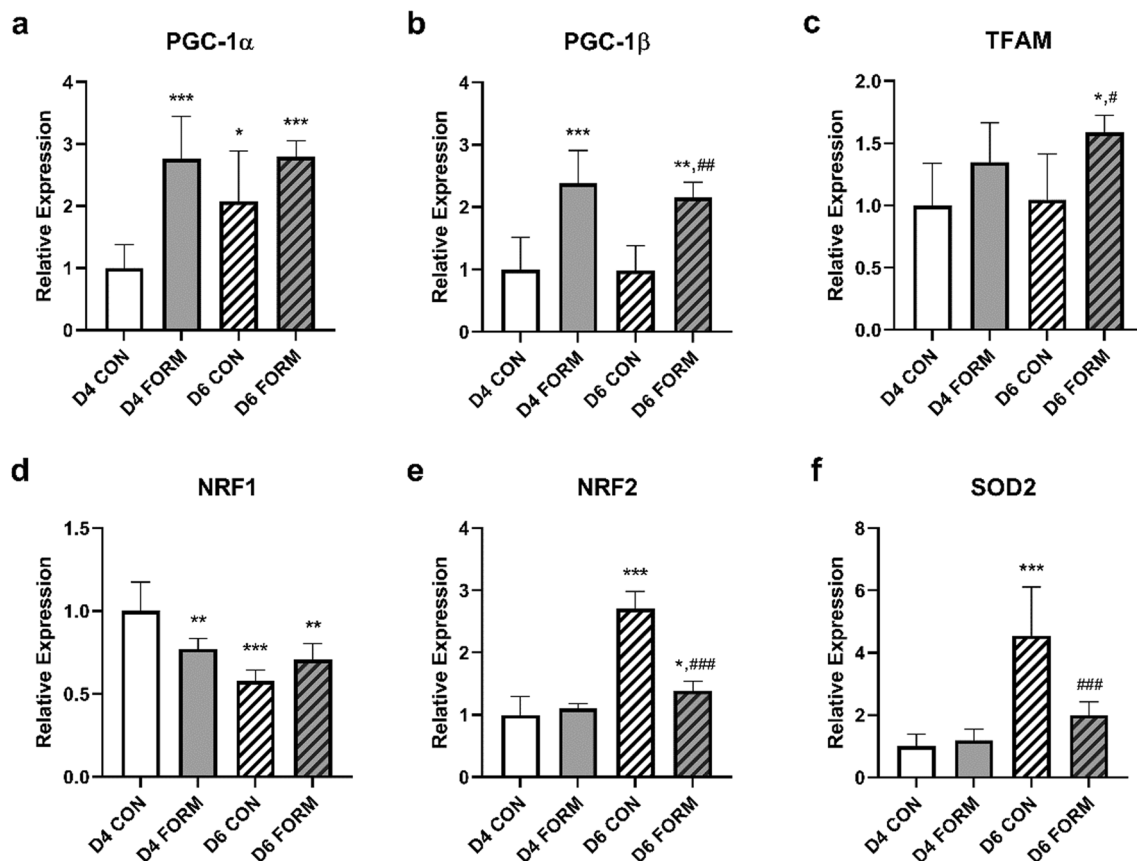 a
PGC-1α
Relative Expression
4
3
2
1
0
***
*
***
D4 CON
D4 FORM
D6 CON
D6 FORM
b
PGC-1β
Relative Expression
4
3
2
1
0
***
**,##
D4 CON
D4 FORM
D6 CON
D6 FORM
c
TFAM
Relative Expression
2.0
1.5
1.0
0.5
0.0
*,#
D4 CON
D4 FORM
D6 CON
D6 FORM
d
NRF1
Relative Expression
1.5
1.0
0.5
0.0
**
***
**
D4 CON
D4 FORM
D6 CON
D6 FORM
e
NRF2
Relative Expression
4
3
2
1
0
***
*,###
D4 CON
D4 FORM
D6 CON
D6 FORM
f
SOD2
Relative Expression
8
6
4
2
0
***
###
D4 CON
D4 FORM
D6 CON
D6 FORM